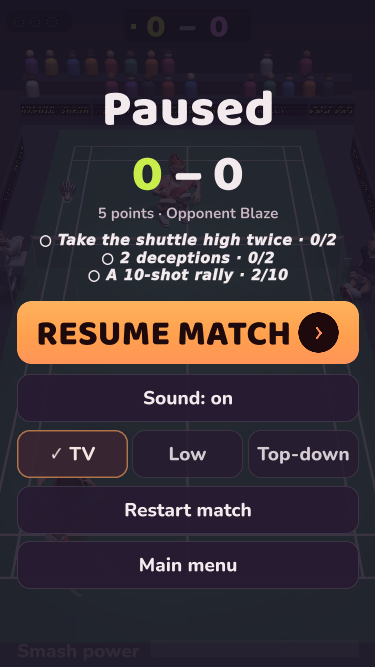 0 – 0
Paused
0 – 0
5 points · Opponent Blaze
Take the shuttle high twice · 0/2
2 deceptions · 0/2
A 10-shot rally · 2/10
RESUME MATCH ›
Sound: on
✓ TV
Low
Top-down
Restart match
Main menu
Smash power